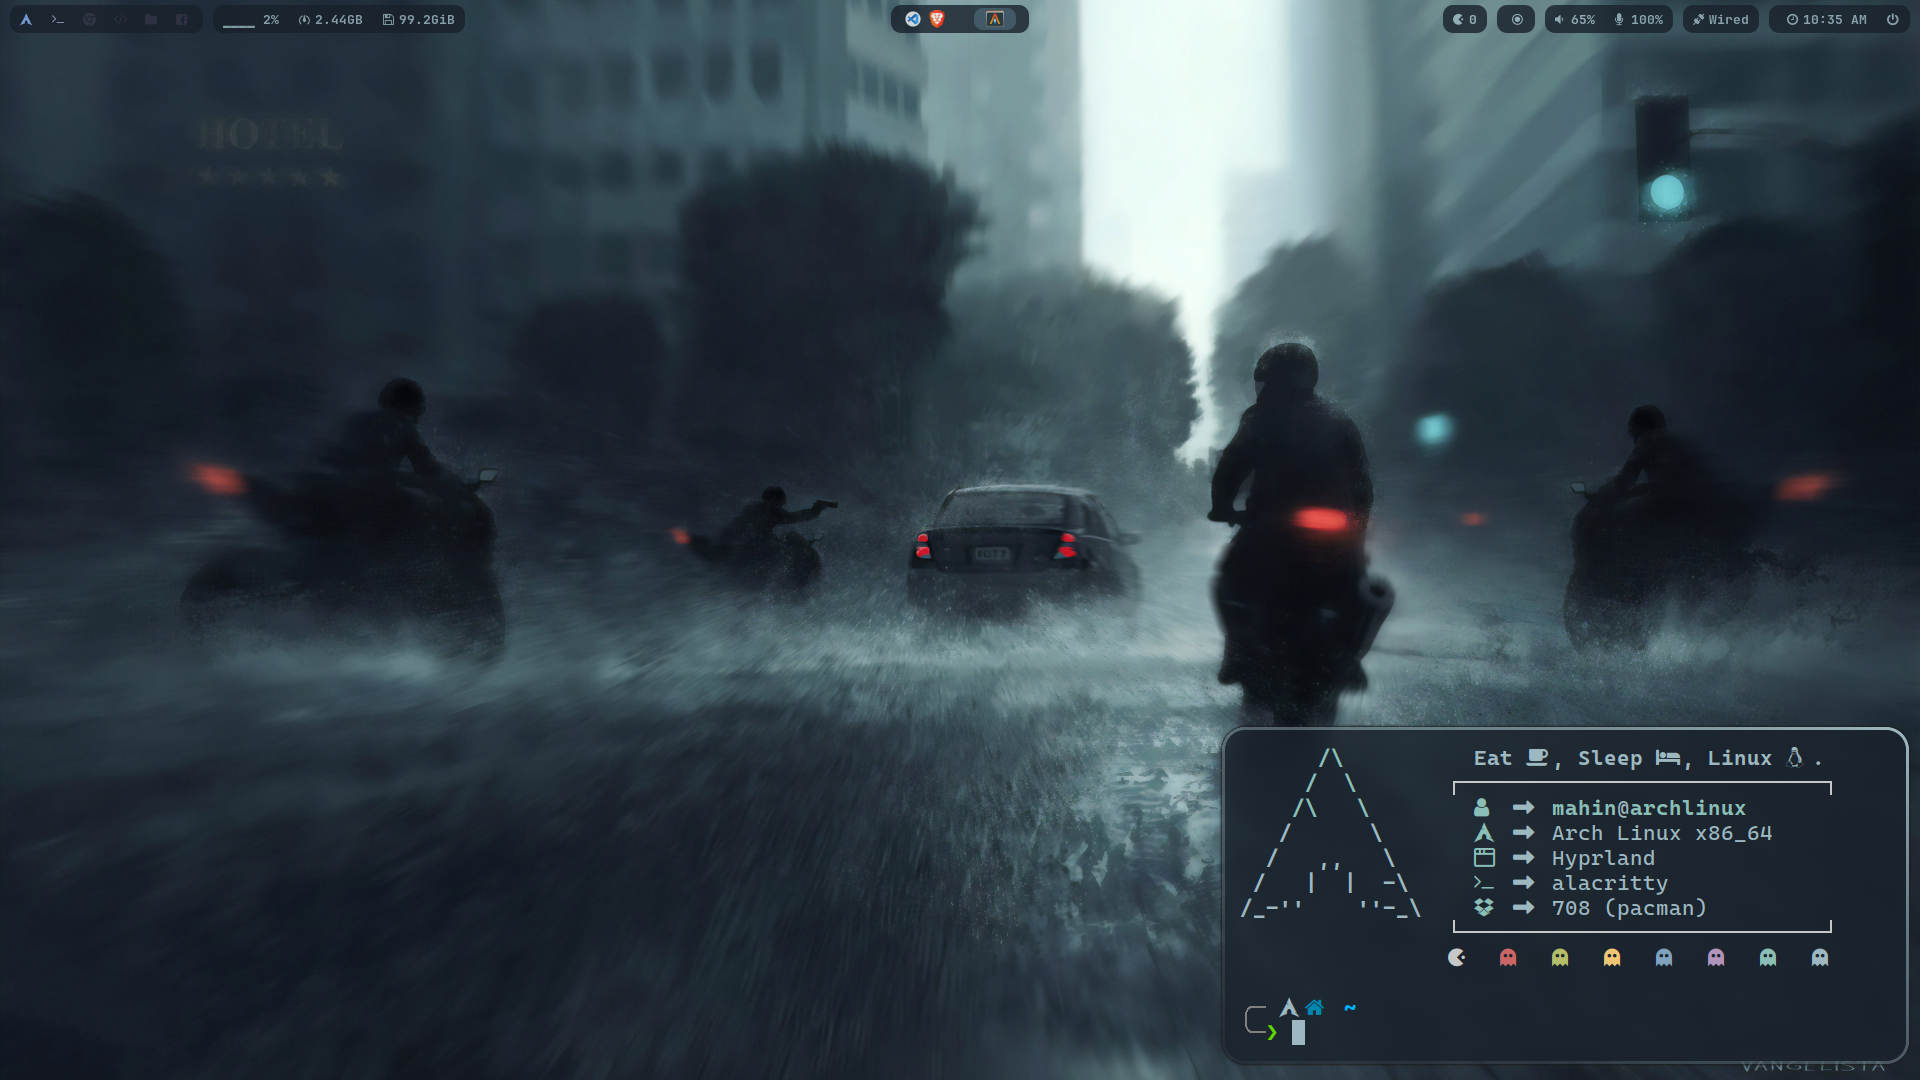 2% 2.44GB 99.2GiB
0 65% 100% Wired 10:35 AM
HOTEL
Eat , Sleep , Linux .
mahin@archlinux
Arch Linux x86_64
Hyprland
alacritty
708 (pacman)
~
VANGELISTA